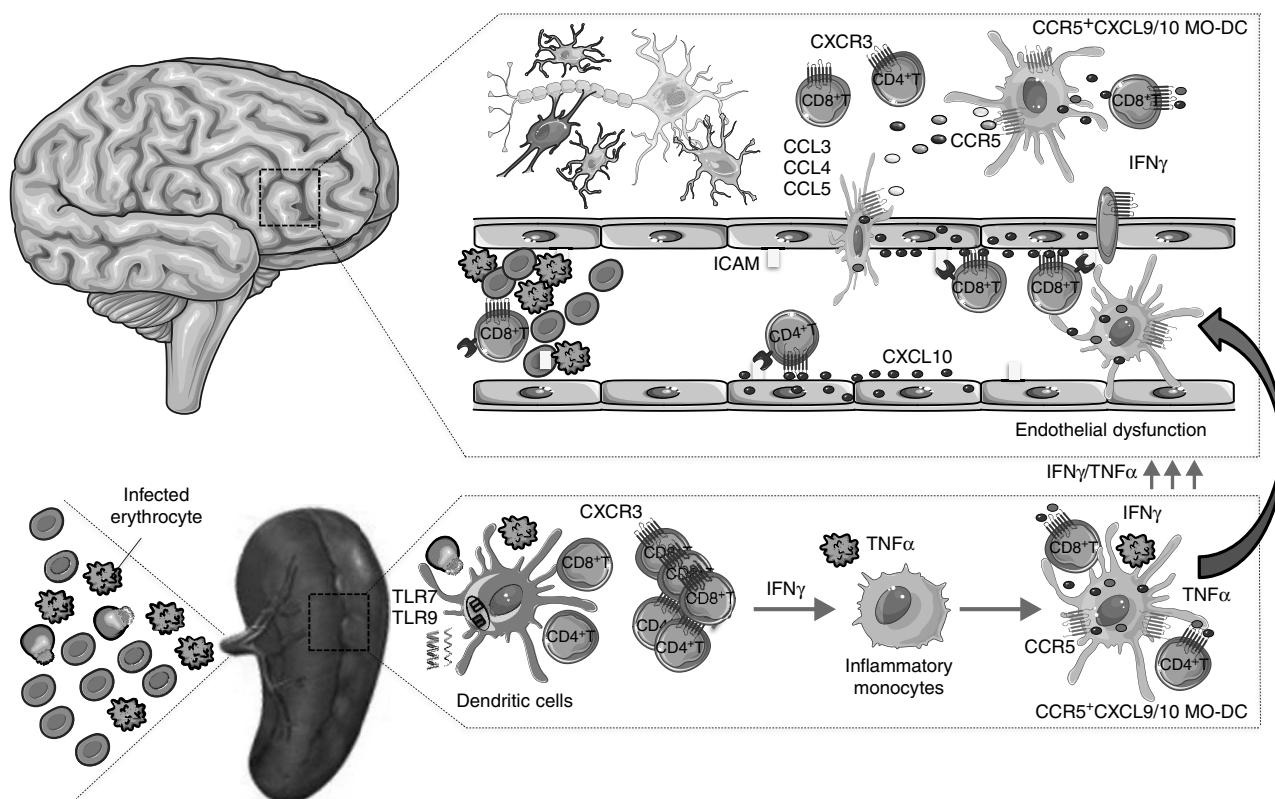 CCR5⁺CXCL9/10 MO-DC
CXCR3
CD8⁺T
CD4⁺T
CD8⁺T
CCR5
CCL3
CCL4
CCL5
IFNγ
ICAM
CD8⁺T
CD8⁺T
CD8⁺T
CD4⁺T
CXCL10
Endothelial dysfunction
IFNγ/TNFα
Infected
erythrocyte
CXCR3
TLR7
TLR9
CD8⁺T
CD4⁺T
Dendritic cells
CD8⁺T
CD8⁺T
CD4⁺T
IFNγ
TNFα
Inflammatory
monocytes
IFNγ
CD8⁺T
TNFα
CCR5
CD4⁺T
CCR5⁺CXCL9/10 MO-DC